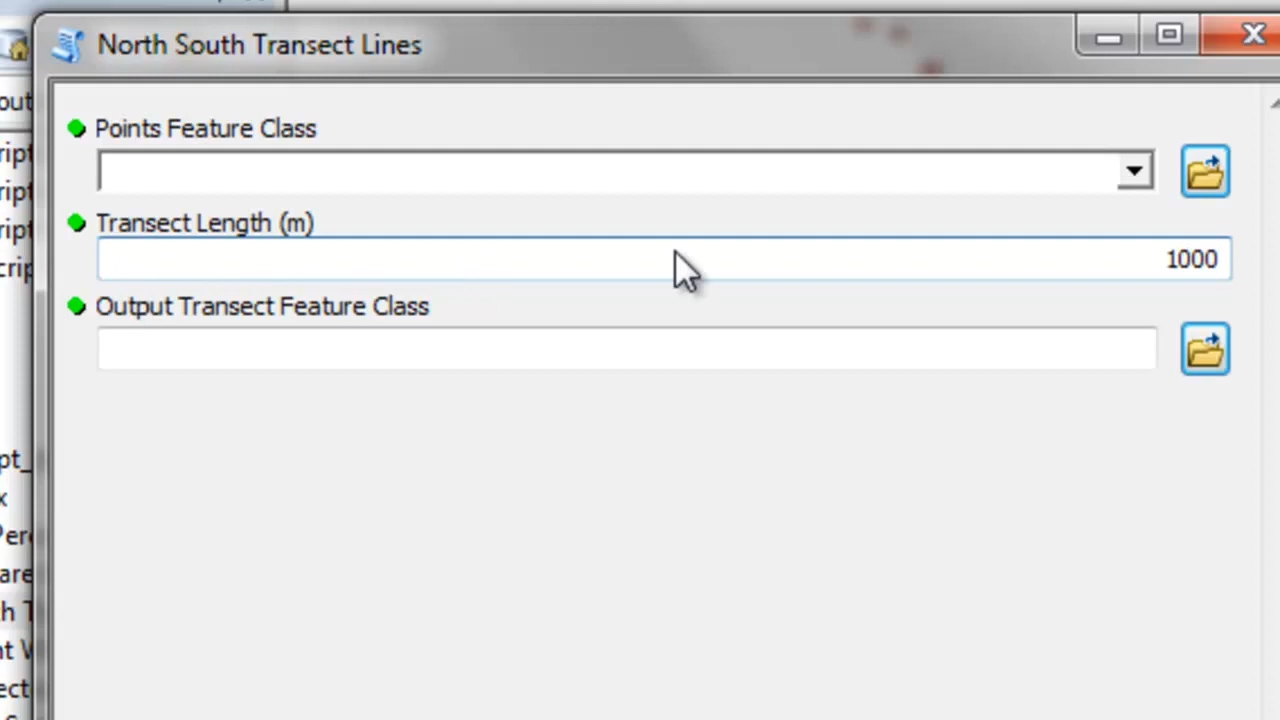 North South Transect Lines
Points Feature Class
Transect Length (m)
1000
Output Transect Feature Class